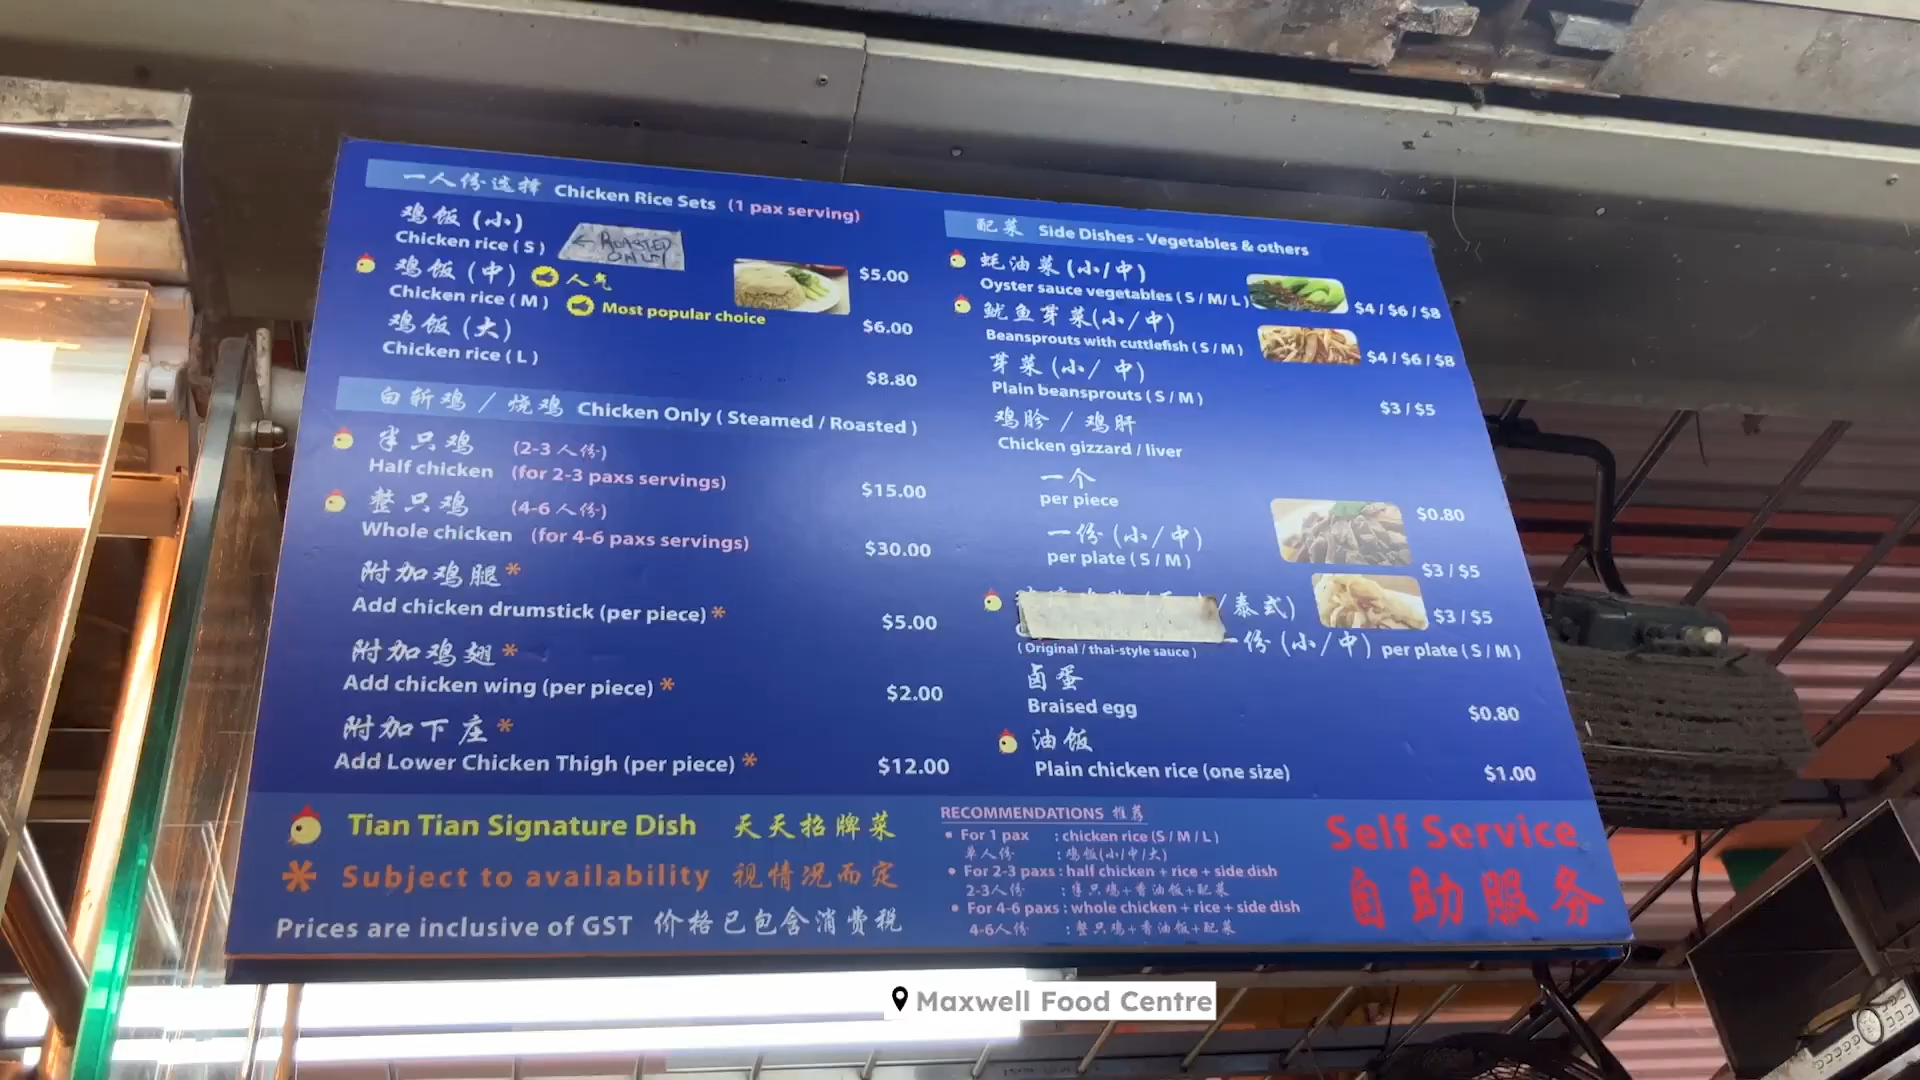 一人份选择 Chicken Rice Sets (1 pax serving)
鸡饭 (小)
Chicken rice ( S )
← ROASTED
ONLY
$5.00
鸡饭 (中) 人气
Chicken rice ( M ) Most popular choice
$6.00
鸡饭 (大)
Chicken rice ( L )
$8.80
白斩鸡 / 烧鸡 Chicken Only ( Steamed / Roasted )
半只鸡 (2-3 人份)
Half chicken (for 2-3 paxs servings)
$15.00
整只鸡 (4-6 人份)
Whole chicken (for 4-6 paxs servings)
$30.00
附加鸡腿*
Add chicken drumstick (per piece) *
$5.00
附加鸡翅*
Add chicken wing (per piece) *
$2.00
附加下庄*
Add Lower Chicken Thigh (per piece) *
$12.00
配菜 Side Dishes - Vegetables & others
蚝油菜 (小/中)
Oyster sauce vegetables ( S / M/ L )
$4 / $6 / $8
鱿鱼芽菜(小/中)
Beansprouts with cuttlefish ( S / M )
$4 / $6 / $8
芽菜 (小/中)
Plain beansprouts ( S / M )
$3 / $5
鸡胗 / 鸡肝
Chicken gizzard / liver
一个
per piece
$0.80
一份 (小/中)
per plate ( S / M )
$3 / $5
/泰式)
$3 / $5
( Original / thai-style sauce ) 一份 (小/中) per plate ( S / M )
卤蛋
Braised egg
$0.80
油饭
Plain chicken rice (one size)
$1.00
Tian Tian Signature Dish 天天招牌菜
* Subject to availability 视情况而定
Prices are inclusive of GST 价格已包含消费税
RECOMMENDATIONS 推荐
• For 1 pax : chicken rice (S / M / L )
单人份 : 鸡饭(小/中/大)
• For 2-3 paxs : half chicken + rice + side dish
2-3人份 : 半只鸡+香油饭+配菜
• For 4-6 paxs : whole chicken + rice + side dish
4-6人份 : 整只鸡+香油饭+配菜
Self Service
自助服务
Maxwell Food Centre